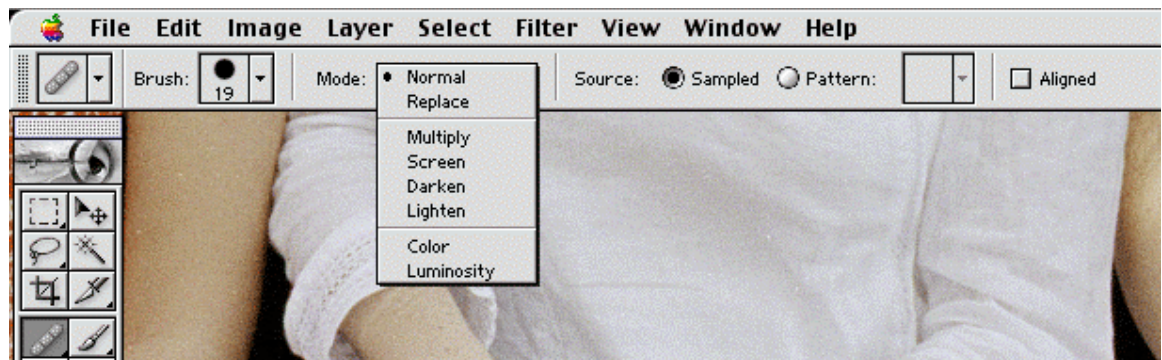 File Edit Image Layer Select Filter View Window Help
Brush: 19 Mode: Normal Source: Sampled Pattern: Aligned
Replace
Multiply
Screen
Darken
Lighten
Color
Luminosity